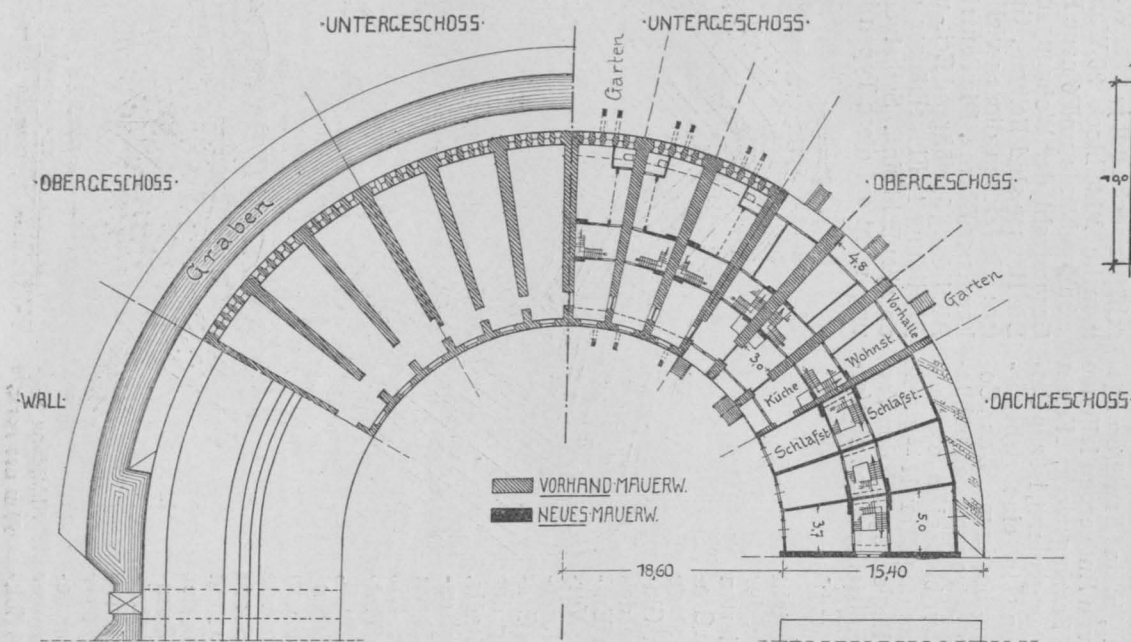 ·UNTERGESCHOSS·
·UNTERGESCHOSS·
Garten
·OBERGESCHOSS·
·OBERGESCHOSS·
Graben
4,8
Vorhalle
Garten
Wohnst.
3,0
Küche
·WALL·
Schlafst.
Schlafst.
·DACHGESCHOSS·
VORHAND·MAUERW.
NEUES·MAUERW.
3,7
5,0
18,60
15,40